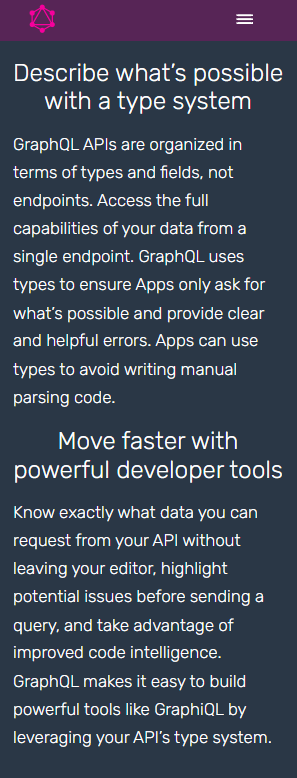 Describe what’s possible
with a type system
GraphQL APIs are organized in
terms of types and fields, not
endpoints. Access the full
capabilities of your data from a
single endpoint. GraphQL uses
types to ensure Apps only ask for
what’s possible and provide clear
and helpful errors. Apps can use
types to avoid writing manual
parsing code.
Move faster with
powerful developer tools
Know exactly what data you can
request from your API without
leaving your editor, highlight
potential issues before sending a
query, and take advantage of
improved code intelligence.
GraphQL makes it easy to build
powerful tools like GraphiQL by
leveraging your API’s type system.